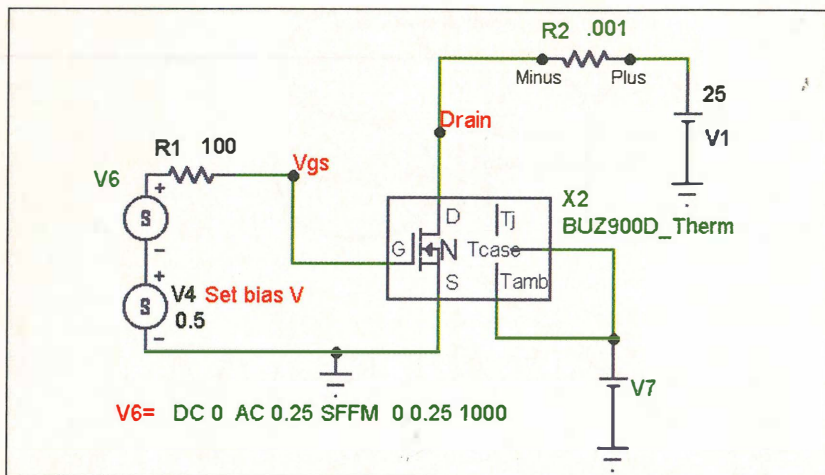 R2 .001
Minus Plus
25
V1
Drain
R1 100
Vgs
V6
+
S
-
+
S
-
V4 Set bias V
0.5
X2
BUZ900D_Therm
D
G
N
S
Tj
Tcase
Tamb
V7
V6= DC 0 AC 0.25 SFFM 0 0.25 1000